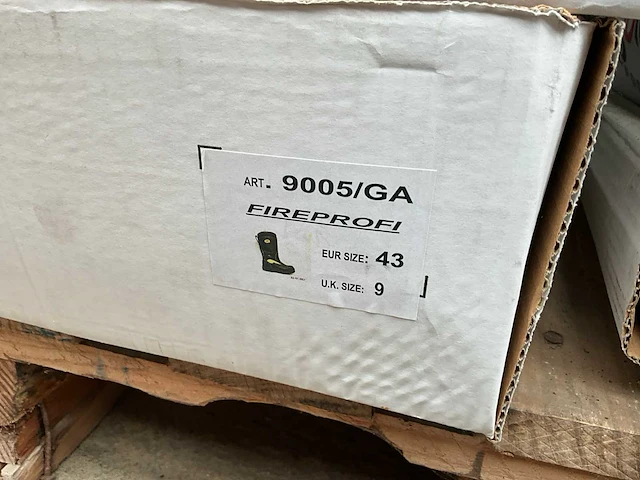 ART. 9005/GA
FIREPROFI
EUR SIZE: 43
U.K. SIZE: 9